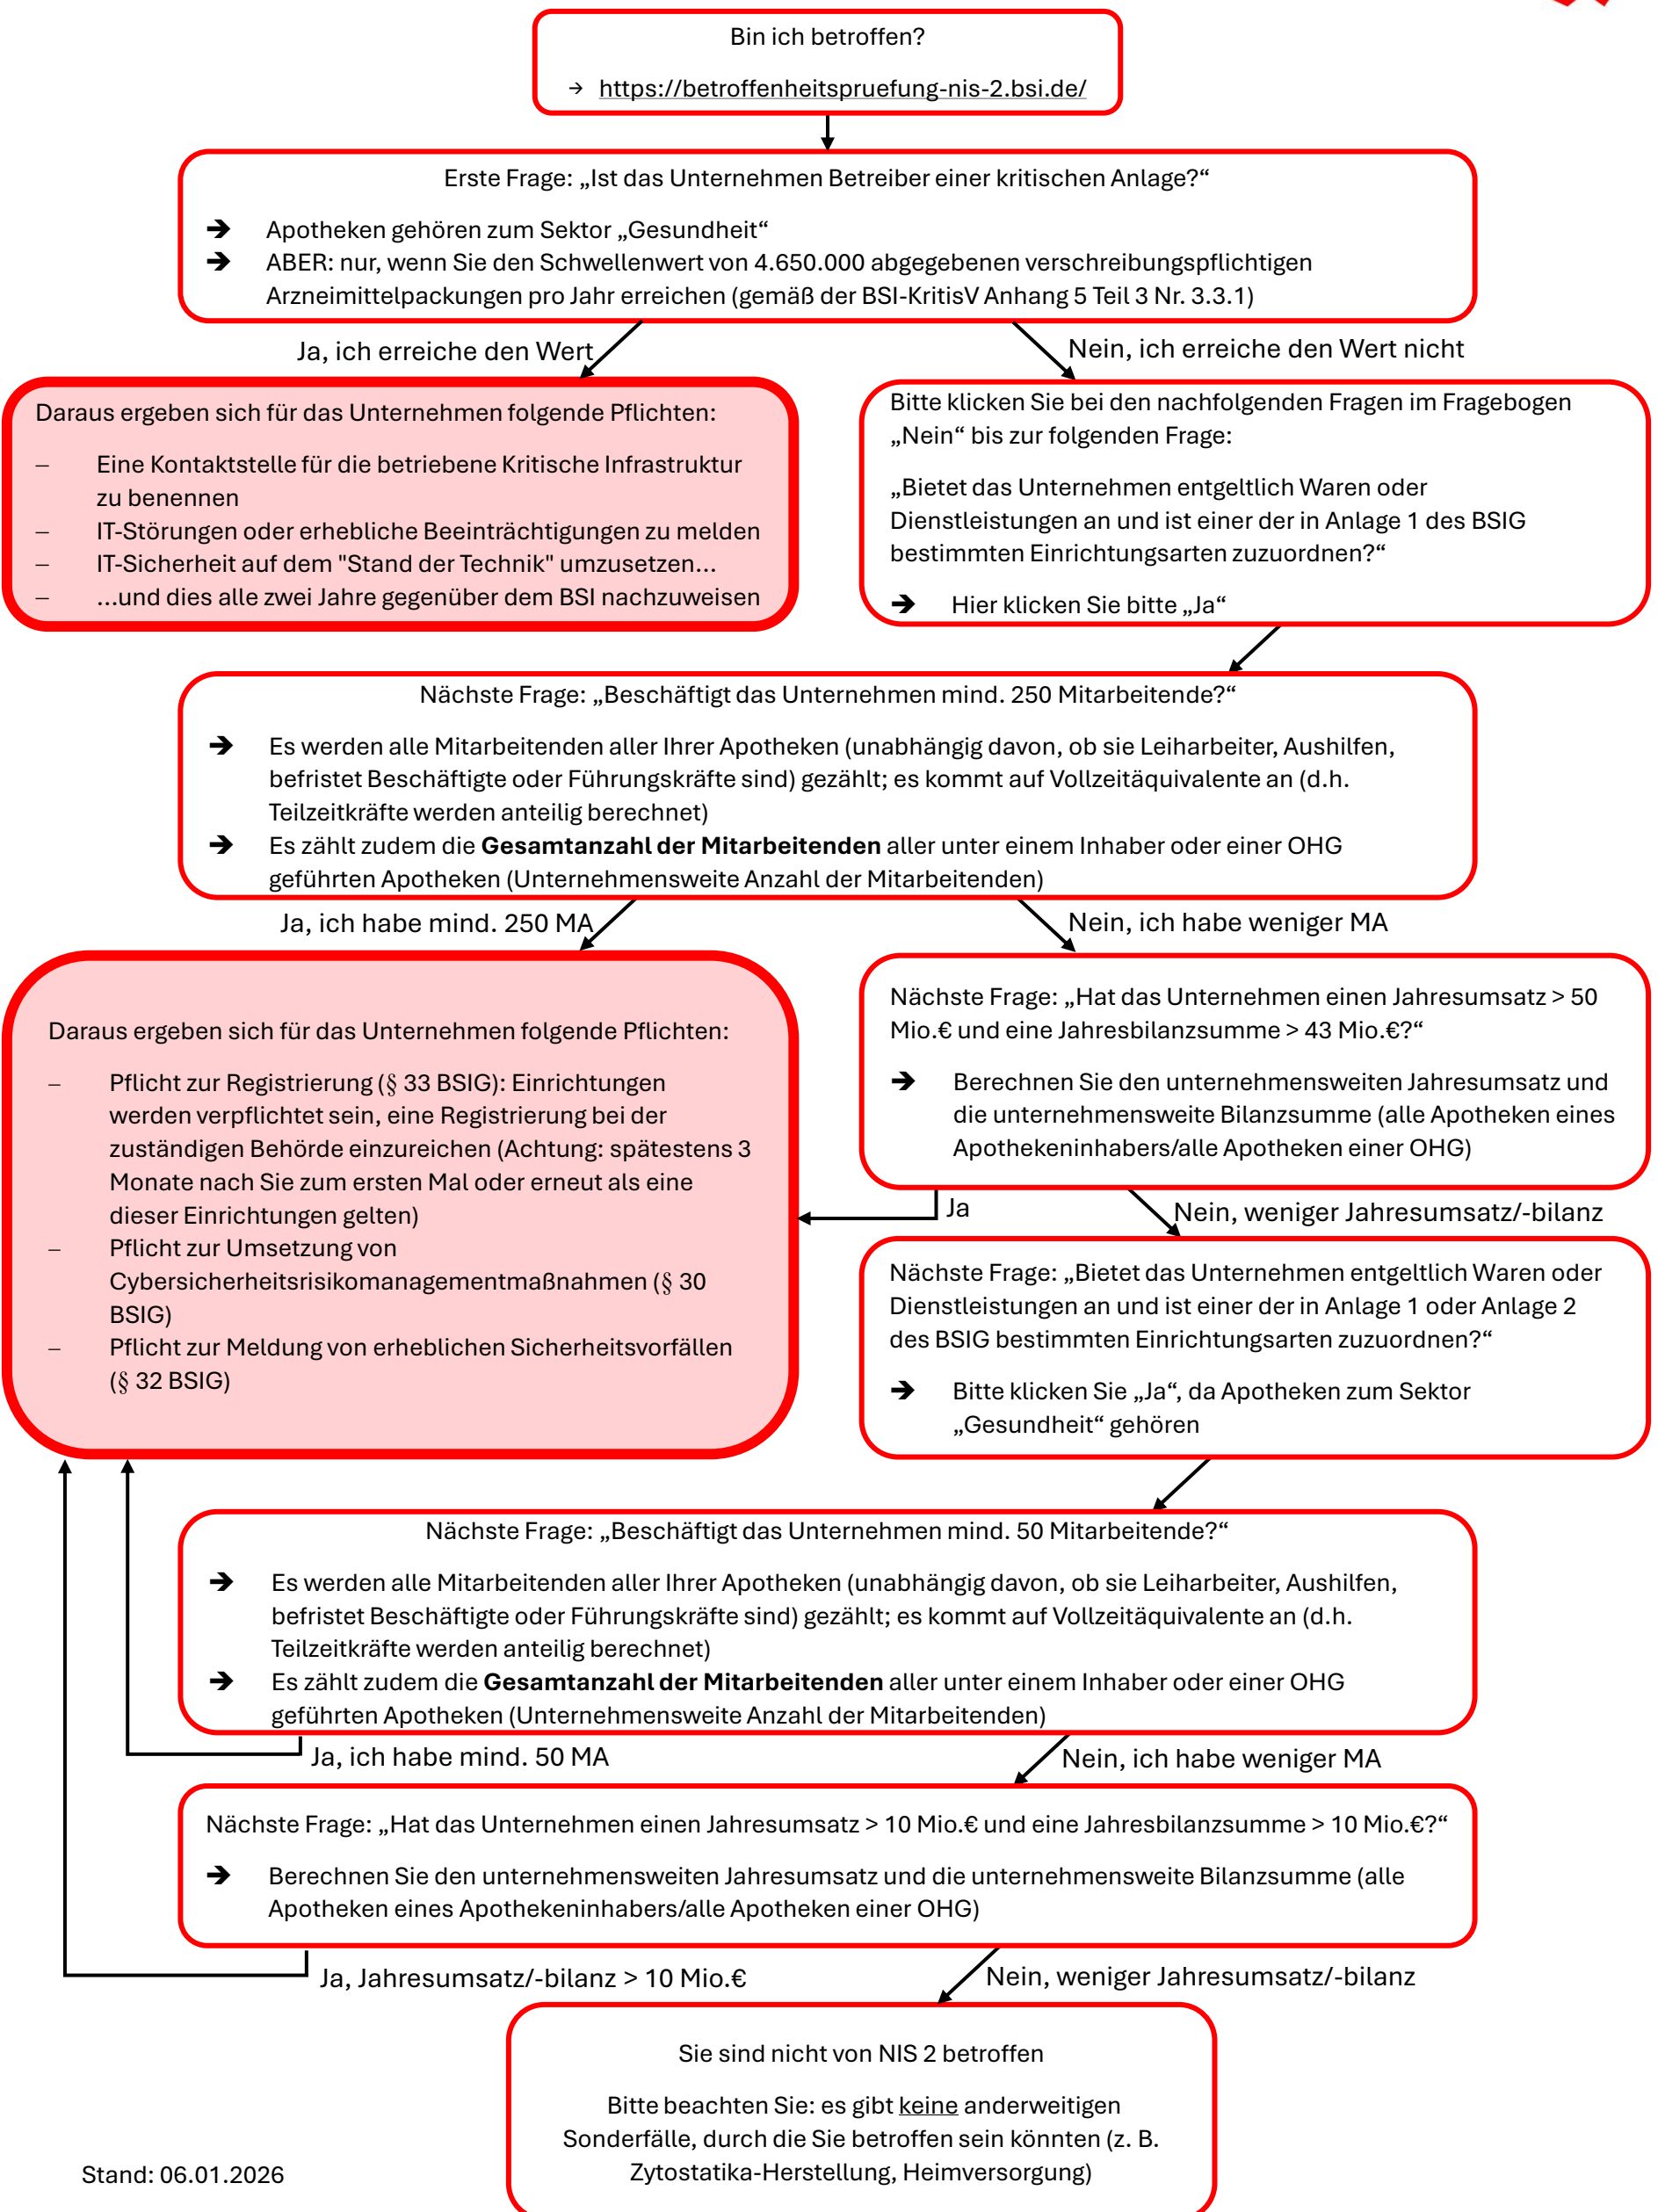 Bin ich betroffen?
→ https://betroffenheitspruefung-nis-2.bsi.de/
Erste Frage: „Ist das Unternehmen Betreiber einer kritischen Anlage?“
➔ Apotheken gehören zum Sektor „Gesundheit“
➔ ABER: nur, wenn Sie den Schwellenwert von 4.650.000 abgegebenen verschreibungspflichtigen
Arzneimittelpackungen pro Jahr erreichen (gemäß der BSI-KritisV Anhang 5 Teil 3 Nr. 3.3.1)
Ja, ich erreiche den Wert
Nein, ich erreiche den Wert nicht
Daraus ergeben sich für das Unternehmen folgende Pflichten:
– Eine Kontaktstelle für die betriebene Kritische Infrastruktur
zu benennen
– IT-Störungen oder erhebliche Beeinträchtigungen zu melden
– IT-Sicherheit auf dem "Stand der Technik" umzusetzen...
– ...und dies alle zwei Jahre gegenüber dem BSI nachzuweisen
Bitte klicken Sie bei den nachfolgenden Fragen im Fragebogen
„Nein“ bis zur folgenden Frage:
„Bietet das Unternehmen entgeltlich Waren oder
Dienstleistungen an und ist einer der in Anlage 1 des BSIG
bestimmten Einrichtungsarten zuzuordnen?“
➔ Hier klicken Sie bitte „Ja“
Nächste Frage: „Beschäftigt das Unternehmen mind. 250 Mitarbeitende?“
➔ Es werden alle Mitarbeitenden aller Ihrer Apotheken (unabhängig davon, ob sie Leiharbeiter, Aushilfen,
befristet Beschäftigte oder Führungskräfte sind) gezählt; es kommt auf Vollzeitäquivalente an (d.h.
Teilzeitkräfte werden anteilig berechnet)
➔ Es zählt zudem die Gesamtanzahl der Mitarbeitenden aller unter einem Inhaber oder einer OHG
geführten Apotheken (Unternehmensweite Anzahl der Mitarbeitenden)
Ja, ich habe mind. 250 MA
Nein, ich habe weniger MA
Daraus ergeben sich für das Unternehmen folgende Pflichten:
– Pflicht zur Registrierung (§ 33 BSIG): Einrichtungen
werden verpflichtet sein, eine Registrierung bei der
zuständigen Behörde einzureichen (Achtung: spätestens 3
Monate nach Sie zum ersten Mal oder erneut als eine
dieser Einrichtungen gelten)
– Pflicht zur Umsetzung von
Cybersicherheitsrisikomanagementmaßnahmen (§ 30
BSIG)
– Pflicht zur Meldung von erheblichen Sicherheitsvorfällen
(§ 32 BSIG)
Nächste Frage: „Hat das Unternehmen einen Jahresumsatz > 50
Mio.€ und eine Jahresbilanzsumme > 43 Mio.€?“
➔ Berechnen Sie den unternehmensweiten Jahresumsatz und
die unternehmensweite Bilanzsumme (alle Apotheken eines
Apothekeninhabers/alle Apotheken einer OHG)
Ja
Nein, weniger Jahresumsatz/-bilanz
Nächste Frage: „Bietet das Unternehmen entgeltlich Waren oder
Dienstleistungen an und ist einer der in Anlage 1 oder Anlage 2
des BSIG bestimmten Einrichtungsarten zuzuordnen?“
➔ Bitte klicken Sie „Ja“, da Apotheken zum Sektor
„Gesundheit“ gehören
Nächste Frage: „Beschäftigt das Unternehmen mind. 50 Mitarbeitende?“
➔ Es werden alle Mitarbeitenden aller Ihrer Apotheken (unabhängig davon, ob sie Leiharbeiter, Aushilfen,
befristet Beschäftigte oder Führungskräfte sind) gezählt; es kommt auf Vollzeitäquivalente an (d.h.
Teilzeitkräfte werden anteilig berechnet)
➔ Es zählt zudem die Gesamtanzahl der Mitarbeitenden aller unter einem Inhaber oder einer OHG
geführten Apotheken (Unternehmensweite Anzahl der Mitarbeitenden)
Ja, ich habe mind. 50 MA
Nein, ich habe weniger MA
Nächste Frage: „Hat das Unternehmen einen Jahresumsatz > 10 Mio.€ und eine Jahresbilanzsumme > 10 Mio.€?“
➔ Berechnen Sie den unternehmensweiten Jahresumsatz und die unternehmensweite Bilanzsumme (alle
Apotheken eines Apothekeninhabers/alle Apotheken einer OHG)
Ja, Jahresumsatz/-bilanz > 10 Mio.€
Nein, weniger Jahresumsatz/-bilanz
Sie sind nicht von NIS 2 betroffen
Bitte beachten Sie: es gibt keine anderweitigen
Sonderfälle, durch die Sie betroffen sein könnten (z. B.
Zytostatika-Herstellung, Heimversorgung)
Stand: 06.01.2026